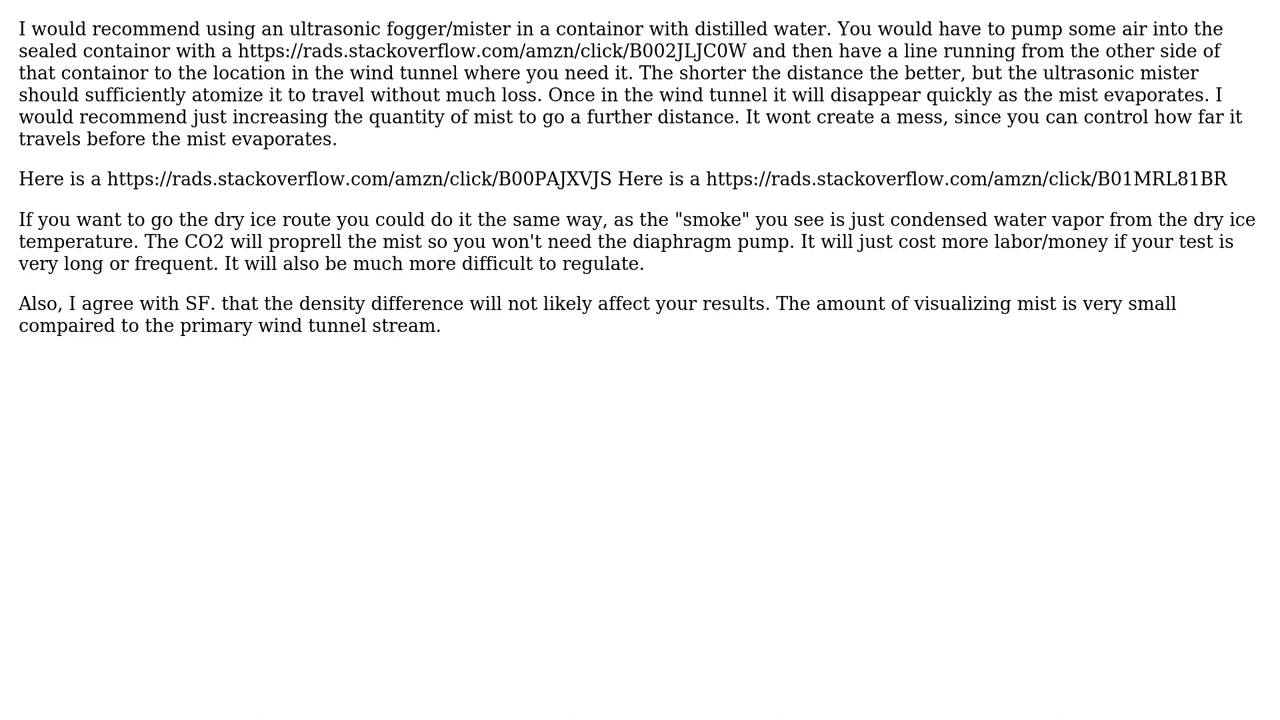 I would recommend using an ultrasonic fogger/mister in a containor with distilled water. You would have to pump some air into the
sealed containor with a https://rads.stackoverflow.com/amzn/click/B002JLJC0W and then have a line running from the other side of
that containor to the location in the wind tunnel where you need it. The shorter the distance the better, but the ultrasonic mister
should sufficiently atomize it to travel without much loss. Once in the wind tunnel it will disappear quickly as the mist evaporates. I
would recommend just increasing the quantity of mist to go a further distance. It wont create a mess, since you can control how far it
travels before the mist evaporates.
Here is a https://rads.stackoverflow.com/amzn/click/B00PAJXVJS Here is a https://rads.stackoverflow.com/amzn/click/B01MRL81BR
If you want to go the dry ice route you could do it the same way, as the "smoke" you see is just condensed water vapor from the dry ice
temperature. The CO2 will proprell the mist so you won't need the diaphragm pump. It will just cost more labor/money if your test is
very long or frequent. It will also be much more difficult to regulate.
Also, I agree with SF. that the density difference will not likely affect your results. The amount of visualizing mist is very small
compaired to the primary wind tunnel stream.